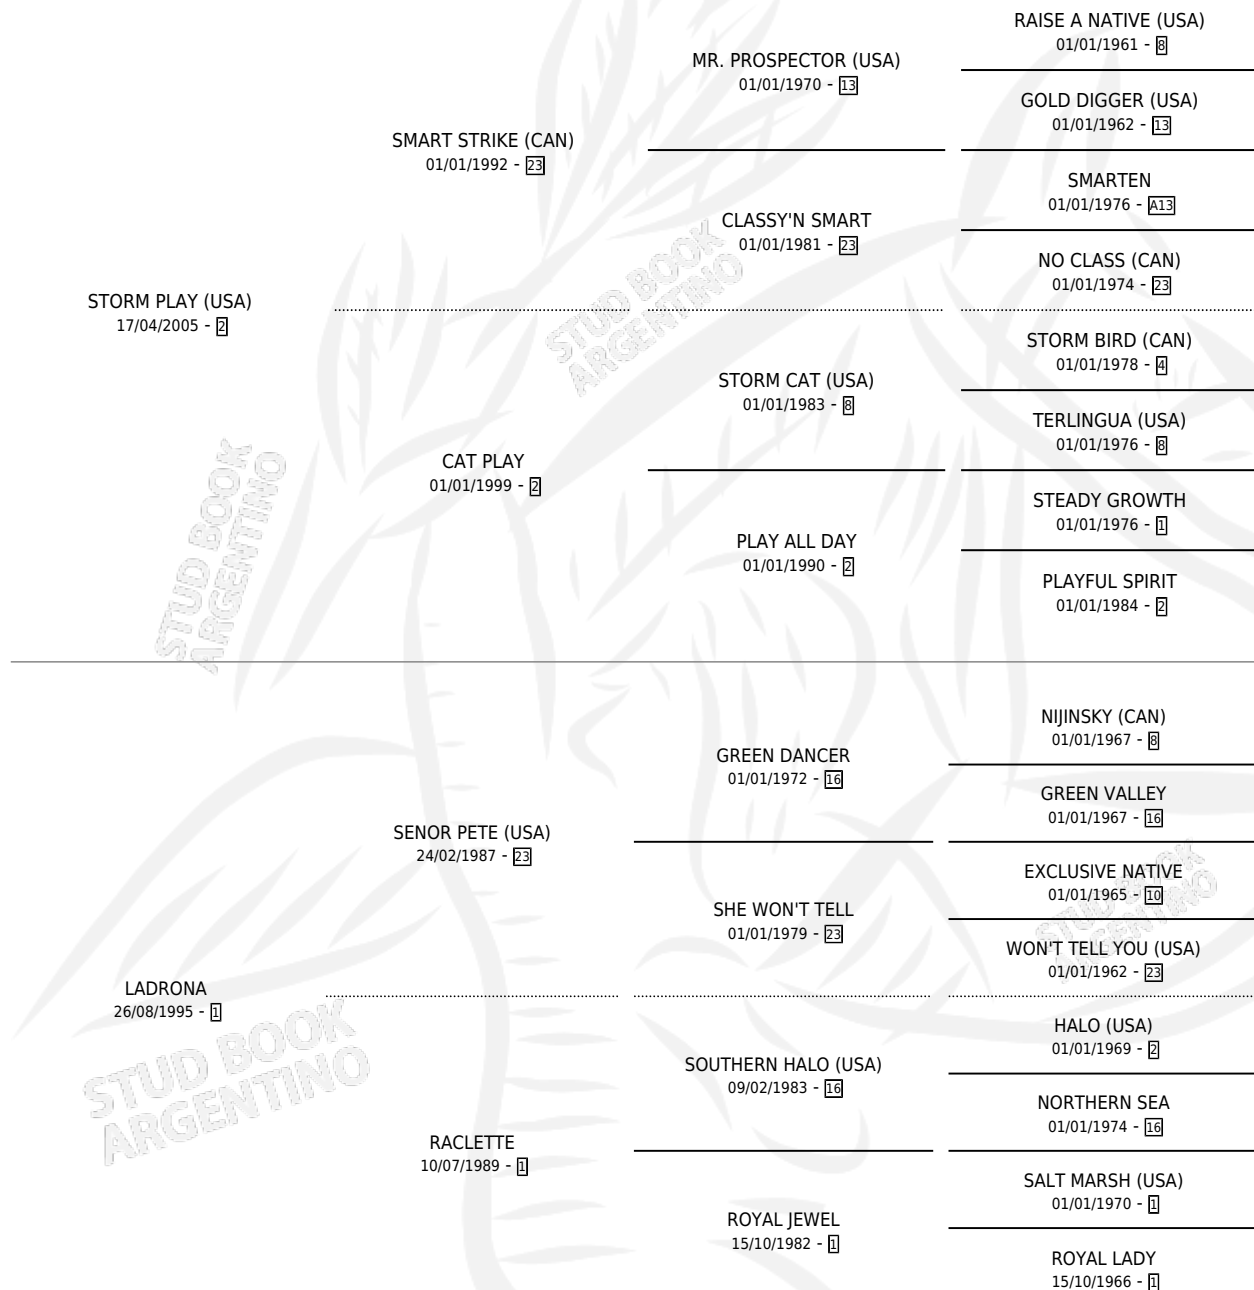 RAISE A NATIVE (USA)
01/01/1961 - 8
MR. PROSPECTOR (USA)
01/01/1970 - 13
GOLD DIGGER (USA)
01/01/1962 - 13
SMART STRIKE (CAN)
01/01/1992 - 23
SMARTEN
01/01/1976 - A13
CLASSY'N SMART
01/01/1981 - 23
NO CLASS (CAN)
01/01/1974 - 23
STORM PLAY (USA)
17/04/2005 - 2
STUD BOOK
ARGENTINO
STORM BIRD (CAN)
01/01/1978 - 4
STORM CAT (USA)
01/01/1983 - 8
TERLINGUA (USA)
01/01/1976 - 8
CAT PLAY
01/01/1999 - 2
STEADY GROWTH
01/01/1976 - 1
PLAY ALL DAY
01/01/1990 - 2
PLAYFUL SPIRIT
01/01/1984 - 2
STUD BOOK
ARGENTINO
NIJINSKY (CAN)
01/01/1967 - 8
GREEN DANCER
01/01/1972 - 16
GREEN VALLEY
01/01/1967 - 16
SENOR PETE (USA)
24/02/1987 - 23
EXCLUSIVE NATIVE
01/01/1965 - 10
SHE WON'T TELL
01/01/1979 - 23
STUD BOOK
ARGENTINO
WON'T TELL YOU (USA)
01/01/1962 - 23
LADRONA
26/08/1995 - 1
HALO (USA)
01/01/1969 - 2
SOUTHERN HALO (USA)
09/02/1983 - 16
STUD BOOK
ARGENTINO
NORTHERN SEA
01/01/1974 - 16
RACLETTE
10/07/1989 - 1
SALT MARSH (USA)
01/01/1970 - 1
ROYAL JEWEL
15/10/1982 - 1
ROYAL LADY
15/10/1966 - 1